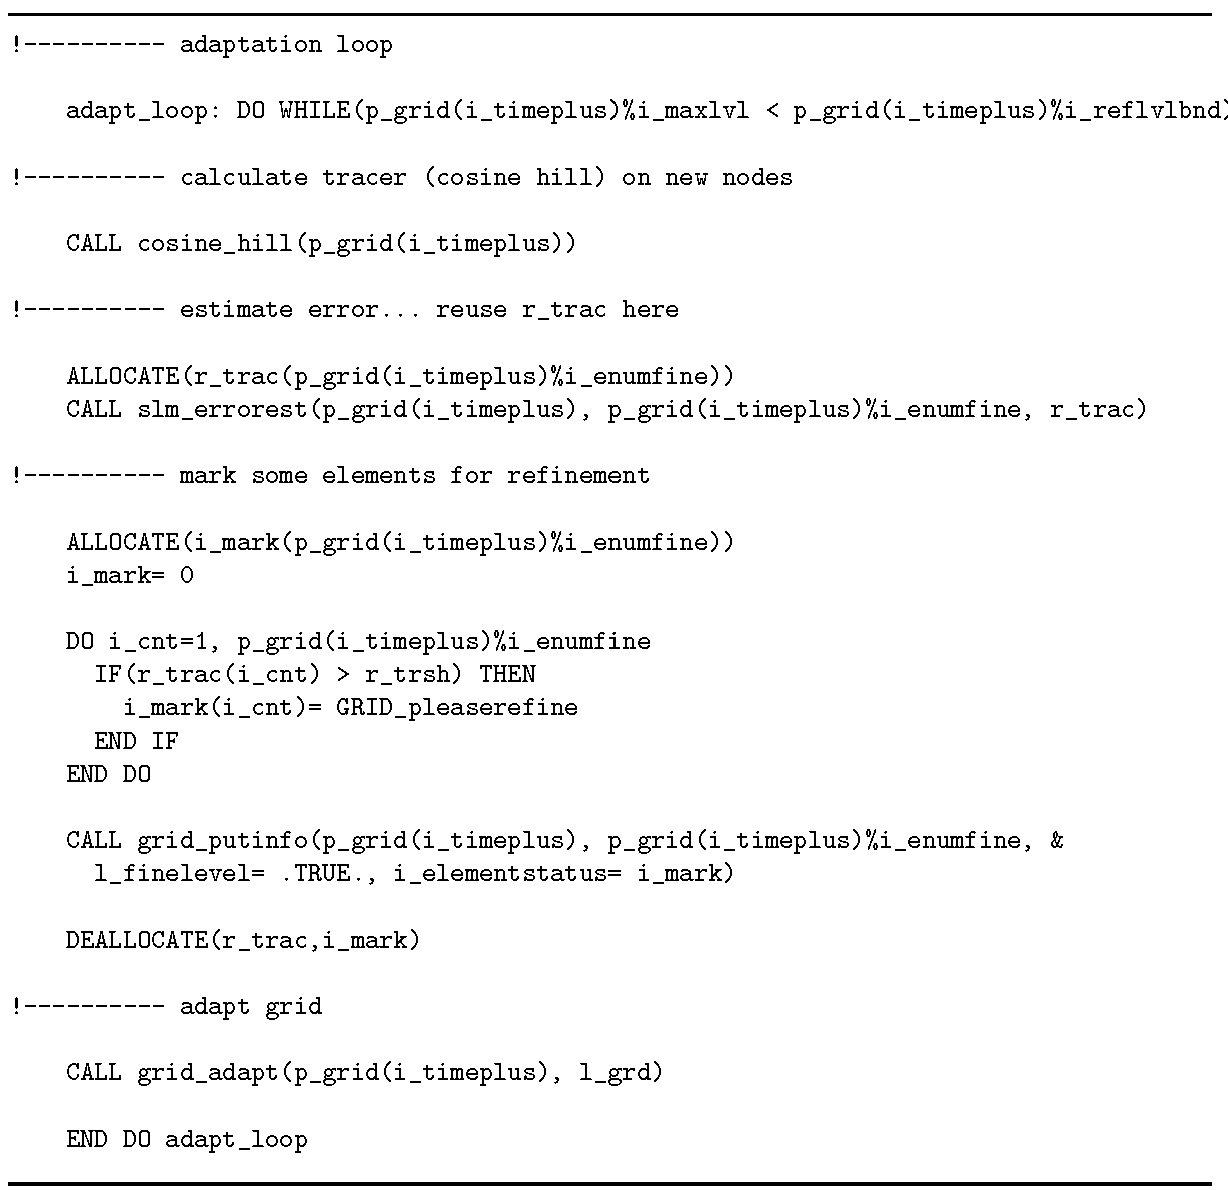 !---------- adaptation loop
adapt_loop: DO WHILE(p_grid(i_timeplus)%i_maxlvl < p_grid(i_timeplus)%i_reflvlbnd)
!---------- calculate tracer (cosine hill) on new nodes
CALL cosine_hill(p_grid(i_timeplus))
!---------- estimate error... reuse r_trac here
ALLOCATE(r_trac(p_grid(i_timeplus)%i_enumfine))
CALL slm_errorest(p_grid(i_timeplus), p_grid(i_timeplus)%i_enumfine, r_trac)
!---------- mark some elements for refinement
ALLOCATE(i_mark(p_grid(i_timeplus)%i_enumfine))
i_mark= 0
DO i_cnt=1, p_grid(i_timeplus)%i_enumfine
IF(r_trac(i_cnt) > r_trsh) THEN
i_mark(i_cnt)= GRID_pleaserefine
END IF
END DO
CALL grid_putinfo(p_grid(i_timeplus), p_grid(i_timeplus)%i_enumfine, &
l_finelevel= .TRUE., i_elementstatus= i_mark)
DEALLOCATE(r_trac,i_mark)
!---------- adapt grid
CALL grid_adapt(p_grid(i_timeplus), l_grd)
END DO adapt_loop